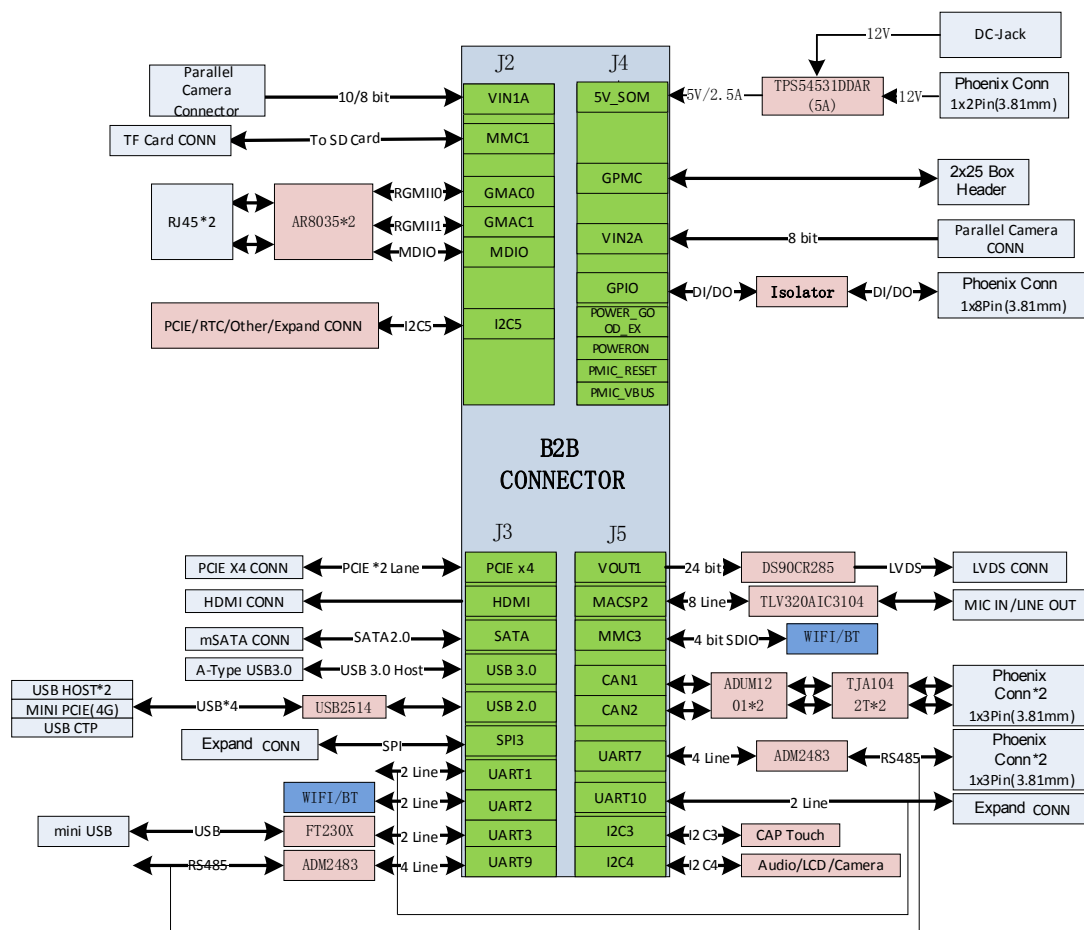 12V
DC-Jack
J2
J4
Parallel
Camera
Connector
10/8 bit
VIN1A
5V_SOM
5V/2.5A
TPS54531DDAR
(5A)
12V
Phoenix Conn
1x2Pin(3.81mm)
TF Card CONN
To SD Card
MMC1
RJ45*2
AR8035*2
RGMII0
GMAC0
RGMII1
GMAC1
MDIO
MDIO
GPMC
2x25 Box
Header
VIN2A
8 bit
Parallel Camera
CONN
GPIO
DI/DO
Isolator
DI/DO
Phoenix Conn
1x8Pin(3.81mm)
PCIE/RTC/Other/Expand CONN
I2C5
I2C5
POWER_GO
OD_EX
POWERON
PMIC_RESET
PMIC_VBUS
B2B
CONNECTOR
J3
J5
PCIE X4 CONN
PCIE *2 Lane
PCIE x4
VOUT1
24 bit
DS90CR285
LVDS
LVDS CONN
HDMI CONN
HDMI
MACSP2
8 Line
TLV320AIC3104
MIC IN/LINE OUT
mSATA CONN
SATA2.0
SATA
MMC3
4 bit SDIO
WIFI/BT
A-Type USB3.0
USB 3.0 Host
USB 3.0
CAN1
ADUM12
01*2
TJA104
2T*2
Phoenix
Conn*2
1x3Pin(3.81mm)
USB HOST*2
MINI PCIE(4G)
USB CTP
USB*4
USB2514
USB 2.0
CAN2
Expand CONN
SPI
SPI3
UART7
4 Line
ADM2483
RS485
Phoenix
Conn*2
1x3Pin(3.81mm)
2 Line
UART1
WIFI/BT
2 Line
UART2
UART10
2 Line
Expand CONN
mini USB
USB
FT230X
2 Line
UART3
I2C3
I2C3
CAP Touch
RS485
ADM2483
4 Line
UART9
I2C4
I2C4
Audio/LCD/Camera